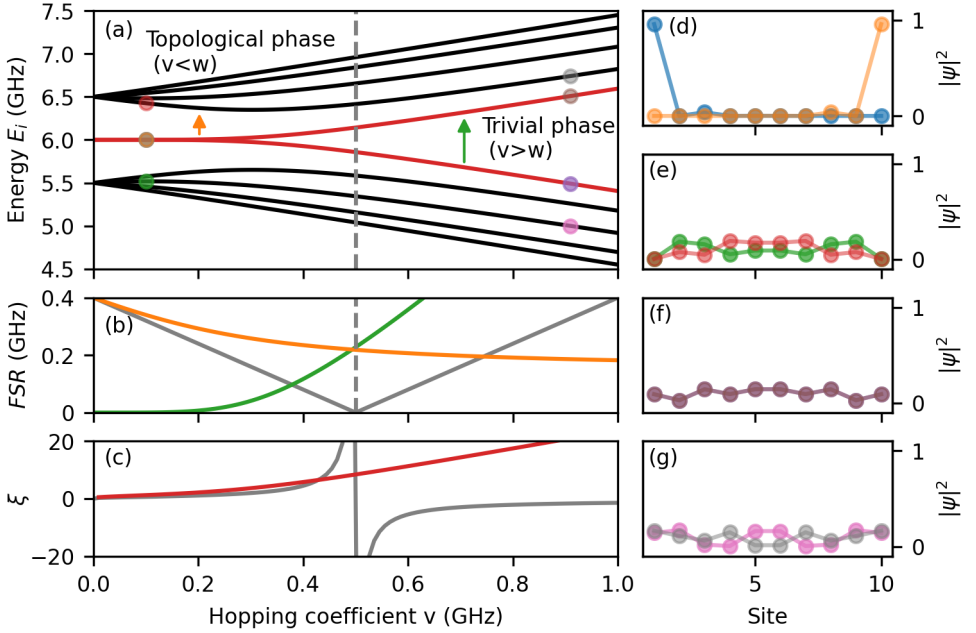 (a)
Topological phase
(v<w)
Trivial phase
(v>w)
Energy E_i (GHz)
7.5
7.0
6.5
6.0
5.5
5.0
4.5
(b)
FSR (GHz)
0.4
0.2
0
(c)
ξ
20
0
−20
0.0 0.2 0.4 0.6 0.8 1.0
Hopping coefficient v (GHz)
(d)
1
0
|ψ|²
(e)
1
0
|ψ|²
(f)
1
0
|ψ|²
(g)
1
0
|ψ|²
5 10
Site